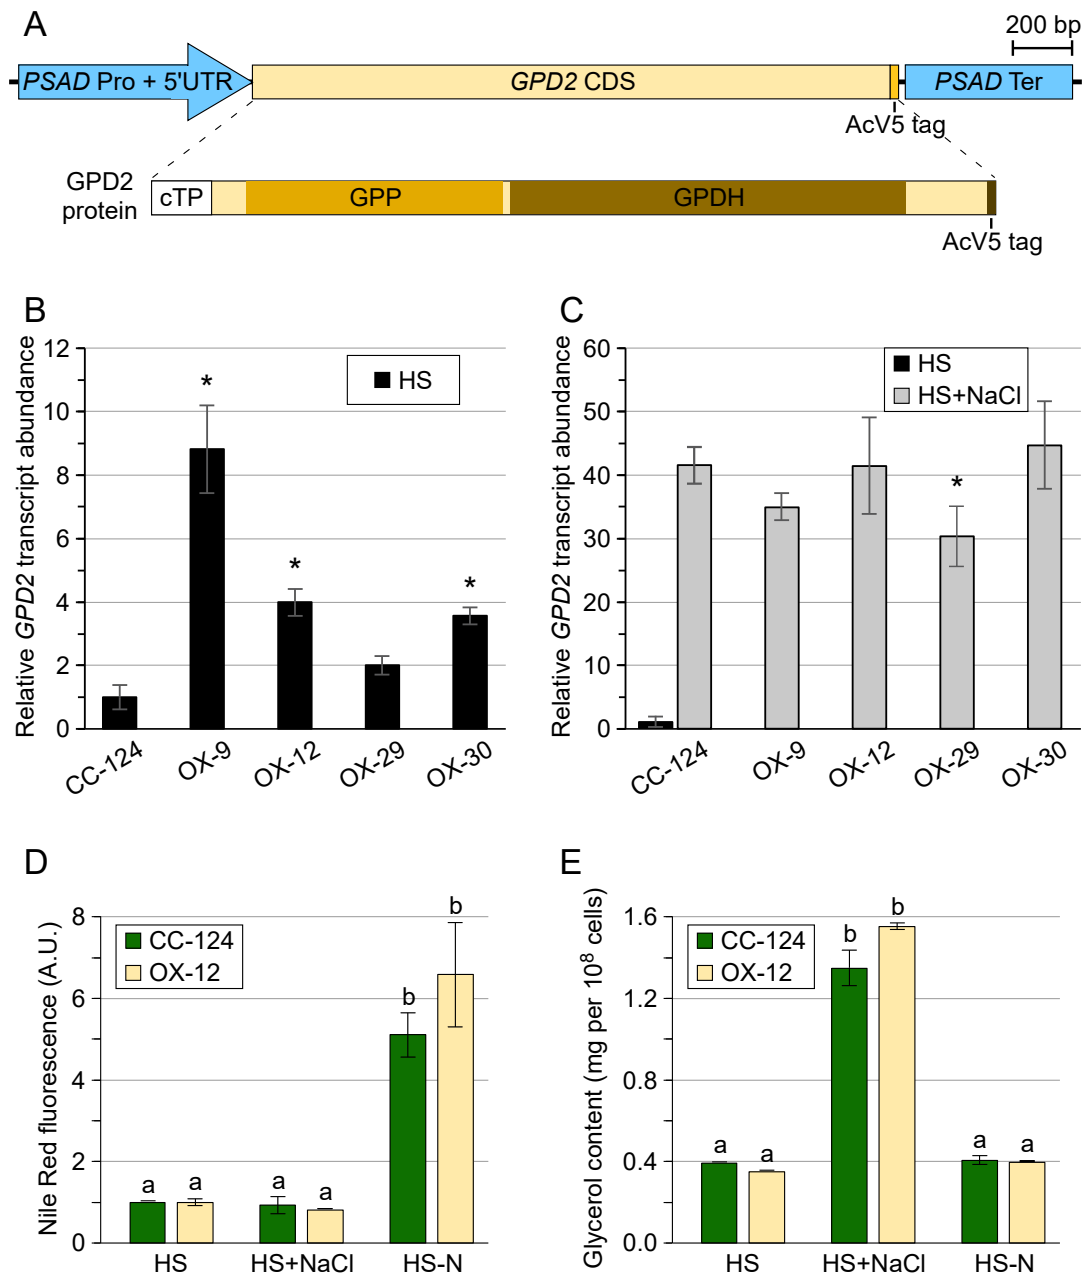 A
200 bp
PSAD Pro + 5'UTR
GPD2 CDS
PSAD Ter
AcV5 tag
GPD2
protein
cTP
GPP
GPDH
AcV5 tag
B
Relative GPD2 transcript abundance
12
10
8
6
4
2
0
HS
*
*
*
CC-124
OX-9
OX-12
OX-29
OX-30
C
Relative GPD2 transcript abundance
60
50
40
30
20
10
0
HS
HS+NaCl
*
CC-124
OX-9
OX-12
OX-29
OX-30
D
Nile Red fluorescence (A.U.)
8
6
4
2
0
CC-124
OX-12
a
a
a
a
b
b
HS
HS+NaCl
HS-N
E
Glycerol content (mg per 10⁸ cells)
1.6
1.2
0.8
0.4
0.0
CC-124
OX-12
a
a
b
b
a
a
HS
HS+NaCl
HS-N